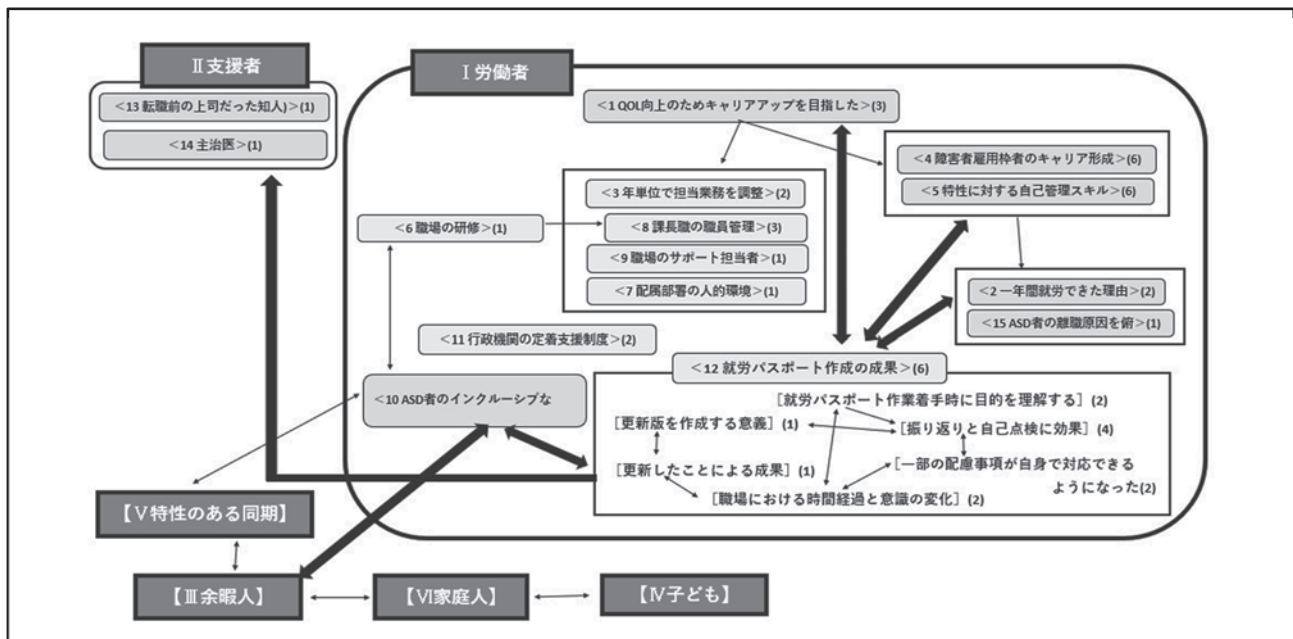 Ⅱ支援者
<13 転職前の上司だった知人)>(1)
<14 主治医>(1)
Ⅰ労働者
<1 QOL向上のためキャリアアップを目指した>(3)
<4 障害者雇用枠者のキャリア形成>(6)
<5 特性に対する自己管理スキル>(6)
<3 年単位で担当業務を調整>(2)
<6 職場の研修>(1)
<8 課長職の職員管理>(3)
<9 職場のサポート担当者>(1)
<7 配属部署の人的環境>(1)
<2 一年間就労できた理由>(2)
<15 ASD者の離職原因を俯>(1)
<11 行政機関の定着支援制度>(2)
<12 就労パスポート作成の成果>(6)
<10 ASD者のインクルーシブな
[就労パスポート作業着手時に目的を理解する](2)
[更新版を作成する意義](1)
[振り返りと自己点検に効果](4)
[更新したことによる成果](1)
[一部の配慮事項が自身で対応できる
ようになった(2)
[職場における時間経過と意識の変化](2)
【Ⅴ特性のある同期】
【Ⅲ余暇人】
【Ⅵ家庭人】
【Ⅳ子ども】